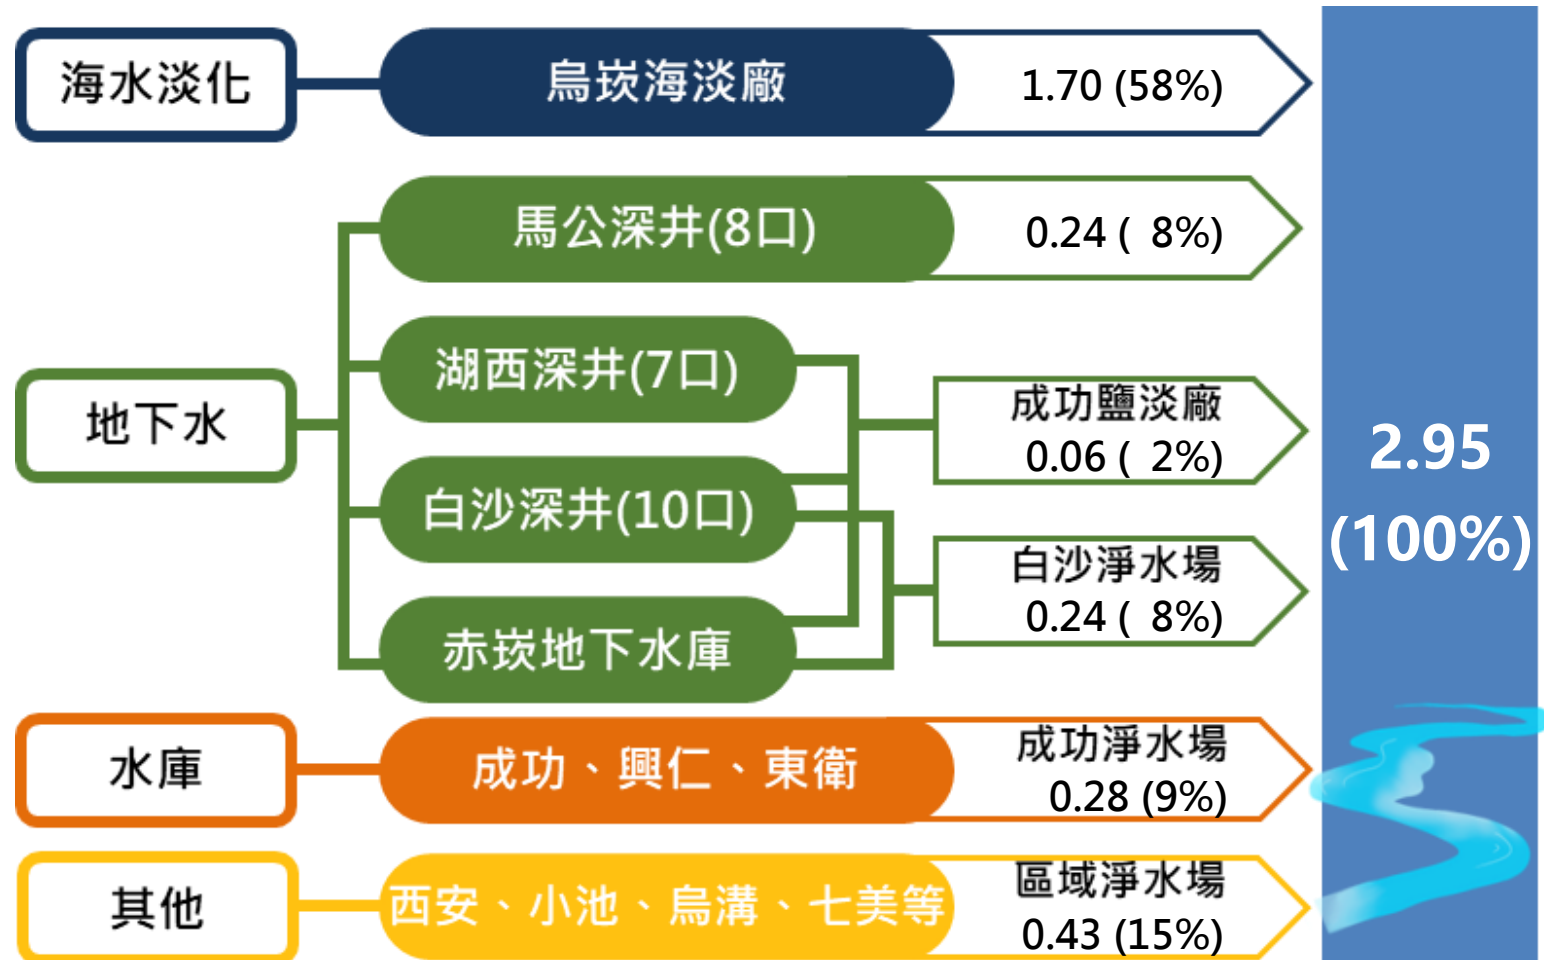 海水淡化
烏崁海淡廠
1.70 (58%)
馬公深井(8口)
0.24 (  8%)
湖西深井(7口)
地下水
成功鹽淡廠
0.06 (  2%)
白沙深井(10口)
白沙淨水場
0.24 (  8%)
赤崁地下水庫
水庫
成功、興仁、東衛
成功淨水場
0.28 (9%)
其他
西安、小池、烏溝、七美等
區域淨水場
0.43 (15%)
2.95
(100%)